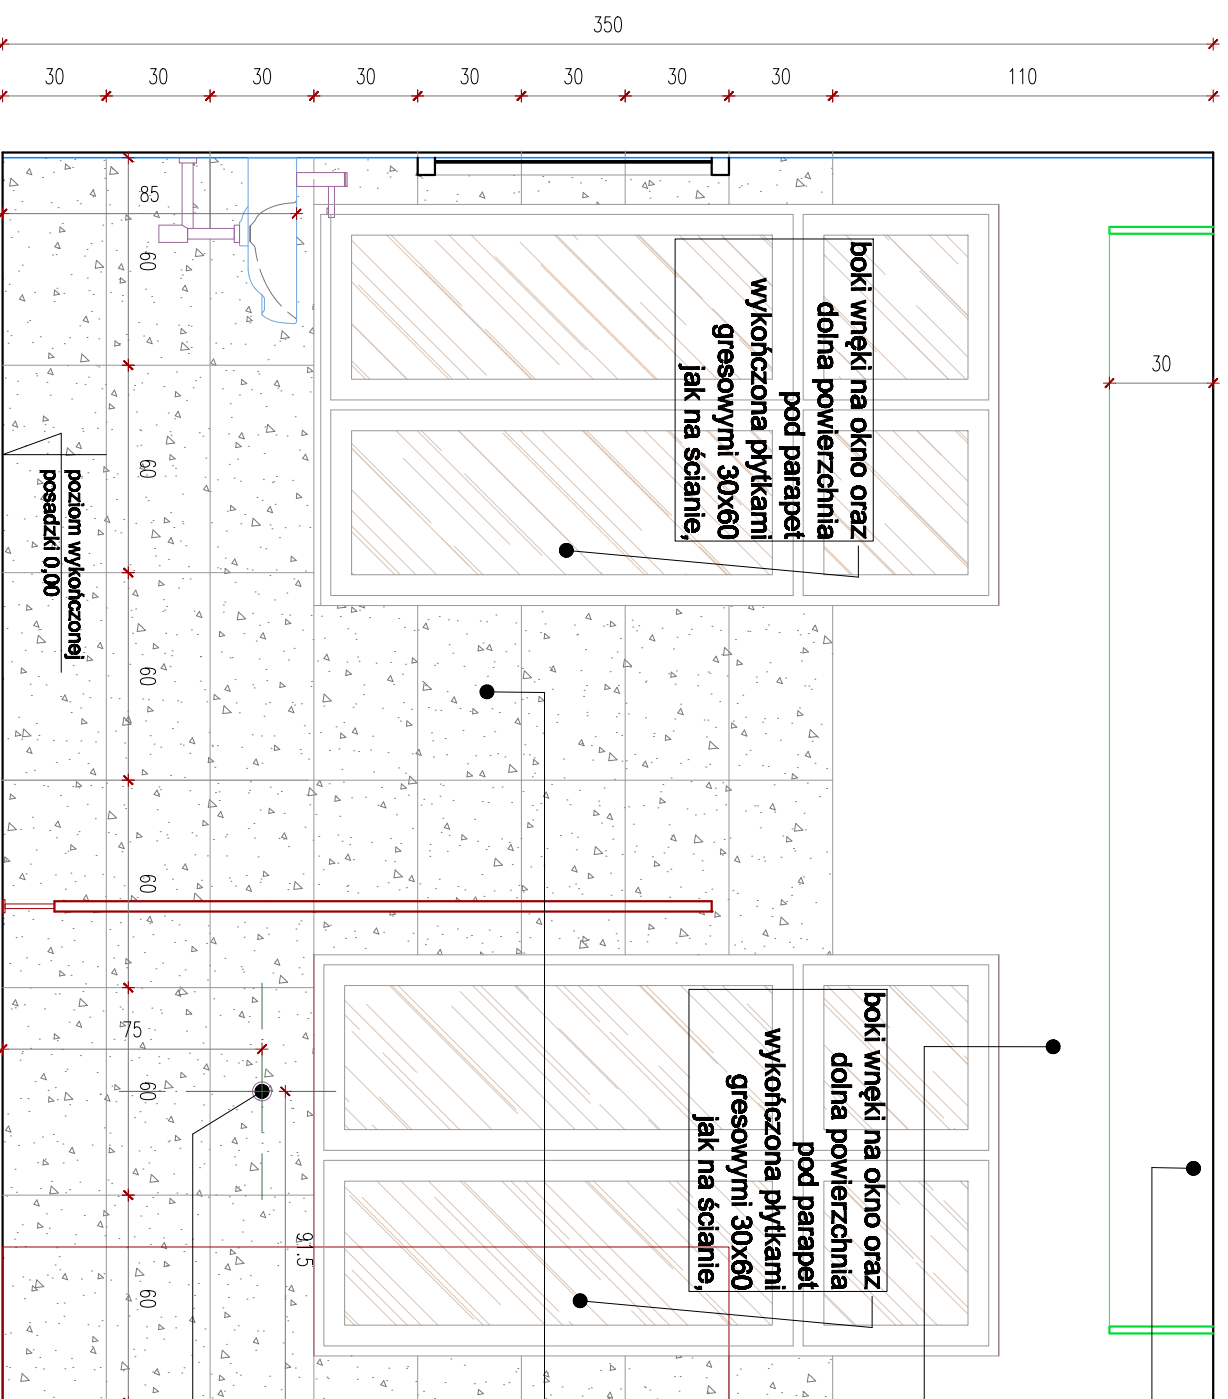 350
30
30
30
30
30
30
30
30
110
85
60
60
60
60
60
60
30
75
91.5
boki wnęki na okno oraz
dolna powierzchnia
pod parapet
wykończona płytkami
gresowymi 30x60
jak na ścianie,
poziom wykończonej
posadzki 0,00
boki wnęki na okno oraz
dolna powierzchnia
pod parapet
wykończona płytkami
gresowymi 30x60
jak na ścianie,